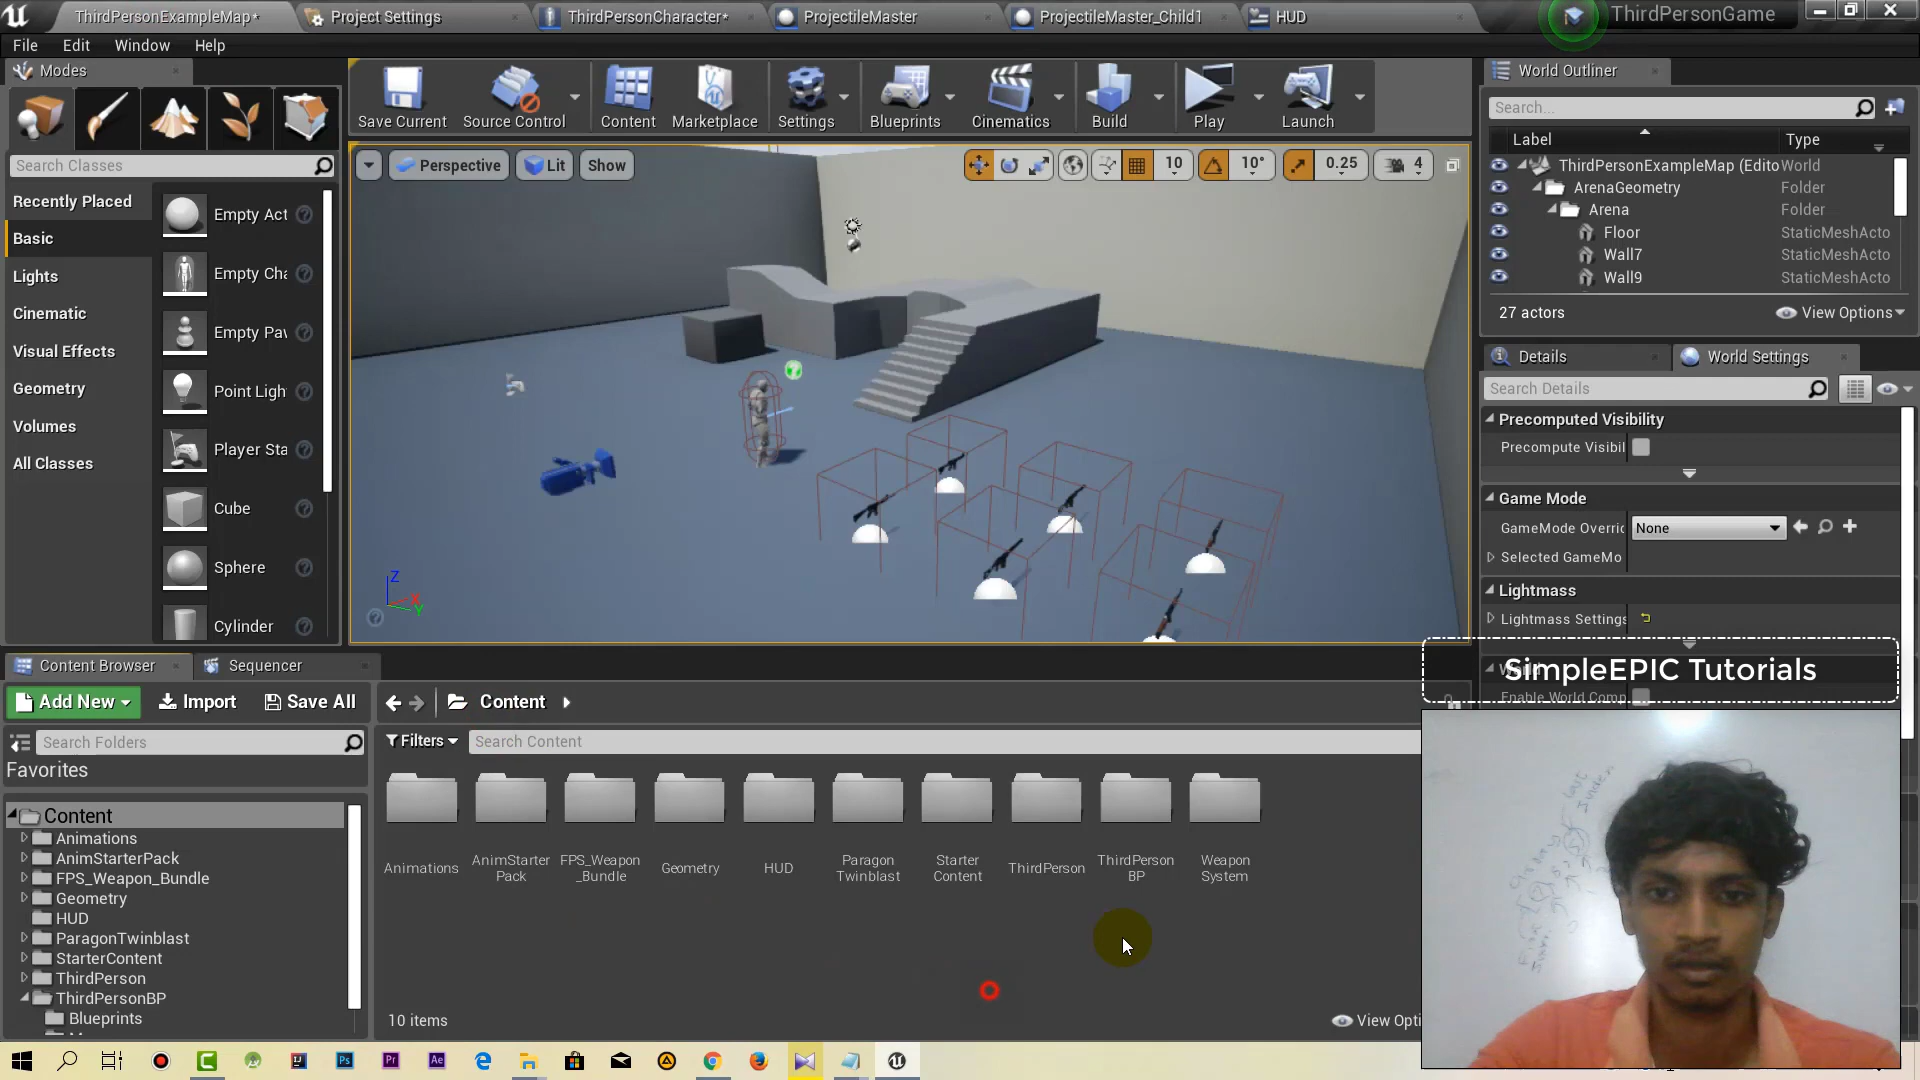 ThirdPersonExampleMap*
Project Settings
ThirdPersonCharacter*
ProjectileMaster
ProjectileMaster_Child1
HUD
ThirdPersonGame
File Edit Window Help
Modes
Save Current
Source Control
Content
Marketplace
Settings
Blueprints
Cinematics
Build
Play
Launch
World Outliner
Search...
Label
Type
Search Classes
Perspective
Lit
Show
10
10°
0.25
4
ThirdPersonExampleMap (Edito World
ArenaGeometry Folder
Arena Folder
Floor StaticMeshActo
Wall7 StaticMeshActo
Wall9 StaticMeshActo
27 actors
View Options
Recently Placed
Basic
Lights
Cinematic
Visual Effects
Geometry
Volumes
All Classes
Empty Act
Empty Cha
Empty Pav
Point Ligh
Player Sta
Cube
Sphere
Cylinder
Z
X
Y
Details
World Settings
Search Details
Precomputed Visibility
Precompute Visibil
Game Mode
GameMode Overri
None
Selected GameMo
Lightmass
Lightmass Settings
SimpleEPIC Tutorials
Enable World Comp
Content Browser
Sequencer
Add New
Import
Save All
Content
Search Folders
Filters
Search Content
Favorites
Content
Animations
AnimStarterPack
FPS_Weapon_Bundle
Geometry
HUD
ParagonTwinblast
StarterContent
ThirdPerson
ThirdPersonBP
Blueprints
Animations
AnimStarter
Pack
FPS_Weapon
_Bundle
Geometry
HUD
Paragon
Twinblast
Starter
Content
ThirdPerson
ThirdPerson
BP
Weapon
System
10 items
View Opti